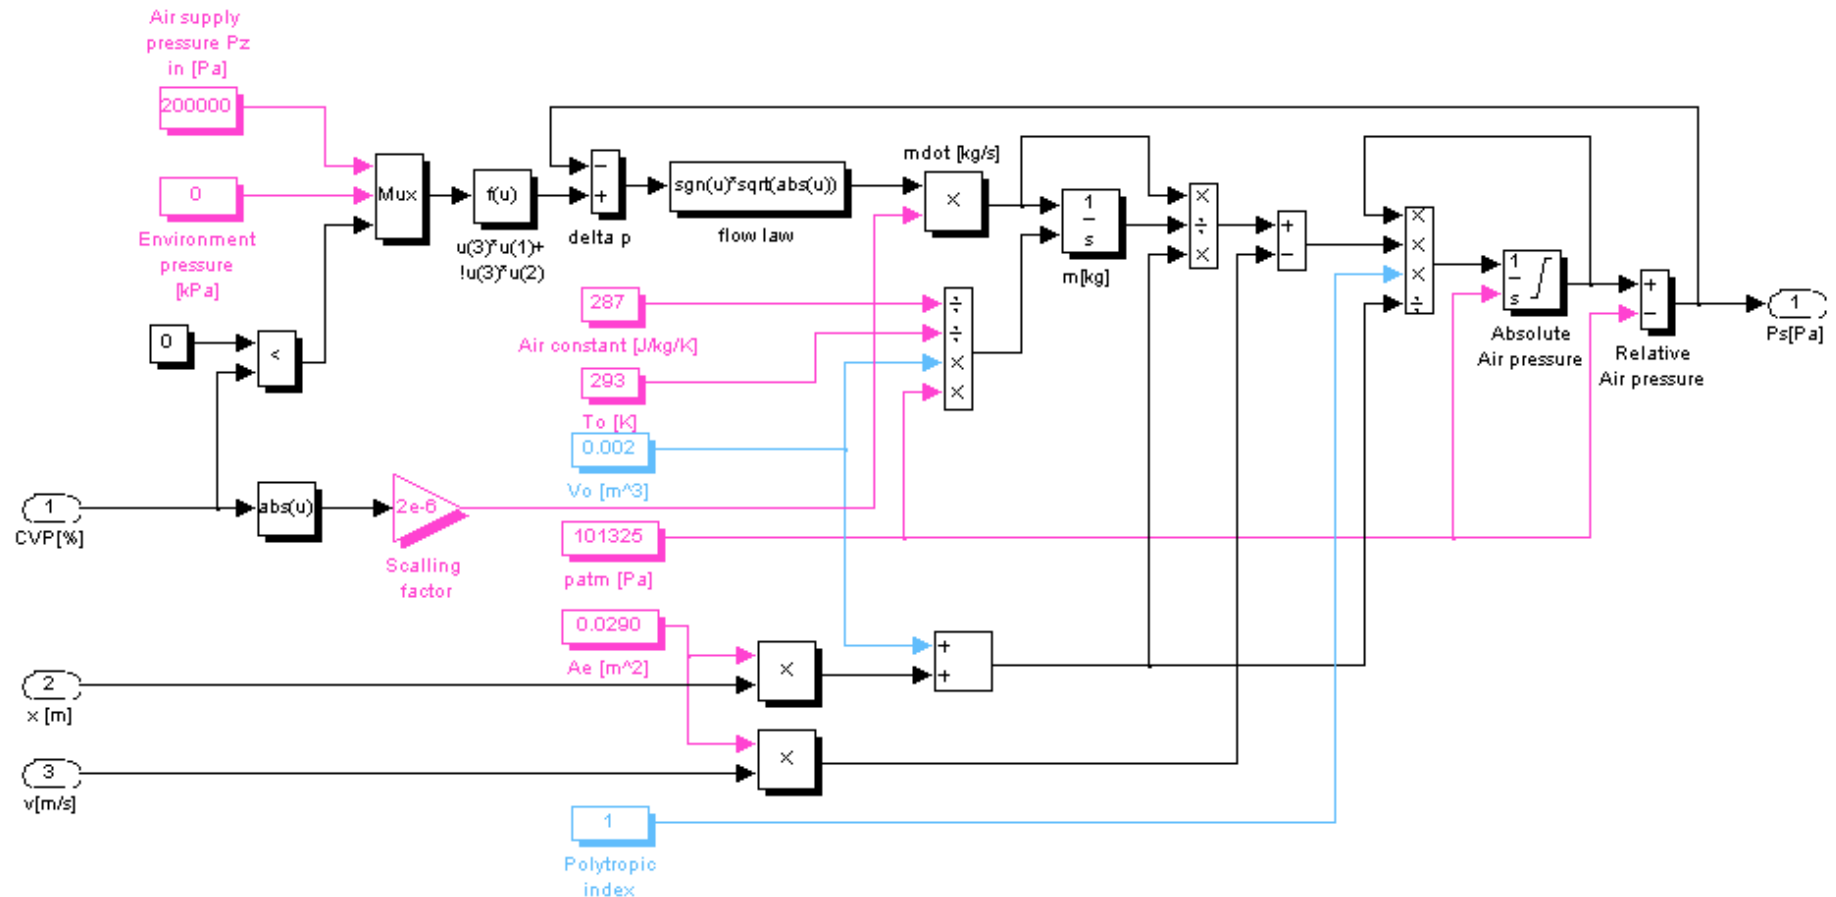 Air supply
pressure Pz
in [Pa]
200000
0
Environment
pressure
[kPa]
Mux
f(u)
u(3)*u(1)+
!u(3)*u(2)
−
+
delta p
sgn(u)*sqrt(abs(u))
flow law
mdot [kg/s]
×
1
s
m[kg]
×
÷
×
+
−
×
×
×
÷
1
s
Absolute
Air pressure
+
−
Relative
Air pressure
1
Ps[Pa]
0
<
287
Air constant [J/kg/K]
293
To [K]
÷
÷
×
×
0.002
Vo [m^3]
1
CVP[%]
abs(u)
2e-6
Scalling
factor
101325
patm [Pa]
0.0290
Ae [m^2]
×
+
+
2
x [m]
×
3
v[m/s]
1
Polytropic
index